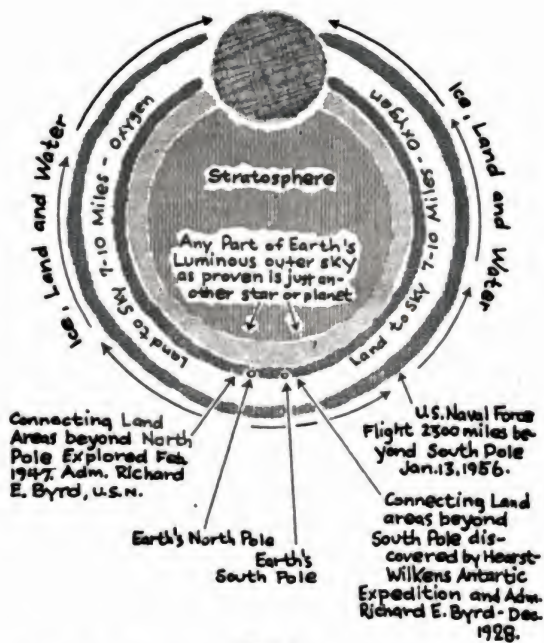 Ice, Land and Water
Land to Sky 7-10 Miles - Oxygen
Stratosphere
Any Part of Earth's
Luminous outer sky
as proven is just an-
other star or planet
Land to Sky 7-10 Miles - Oxygen
Ice, Land and Water
Connecting Land
Areas beyond North
Pole Explored Feb
1947. Adm. Richard
E. Byrd, U.S.N.
Earth's North Pole
Earth's
South Pole
U.S. Naval Force
Flight 2300 miles be-
yond South Pole
Jan. 13, 1956.
Connecting Land
areas beyond
South Pole dis-
covered by Hearst-
Wilkens Antartic
Expedition and Adm.
Richard E. Byrd - Dec.
1928.